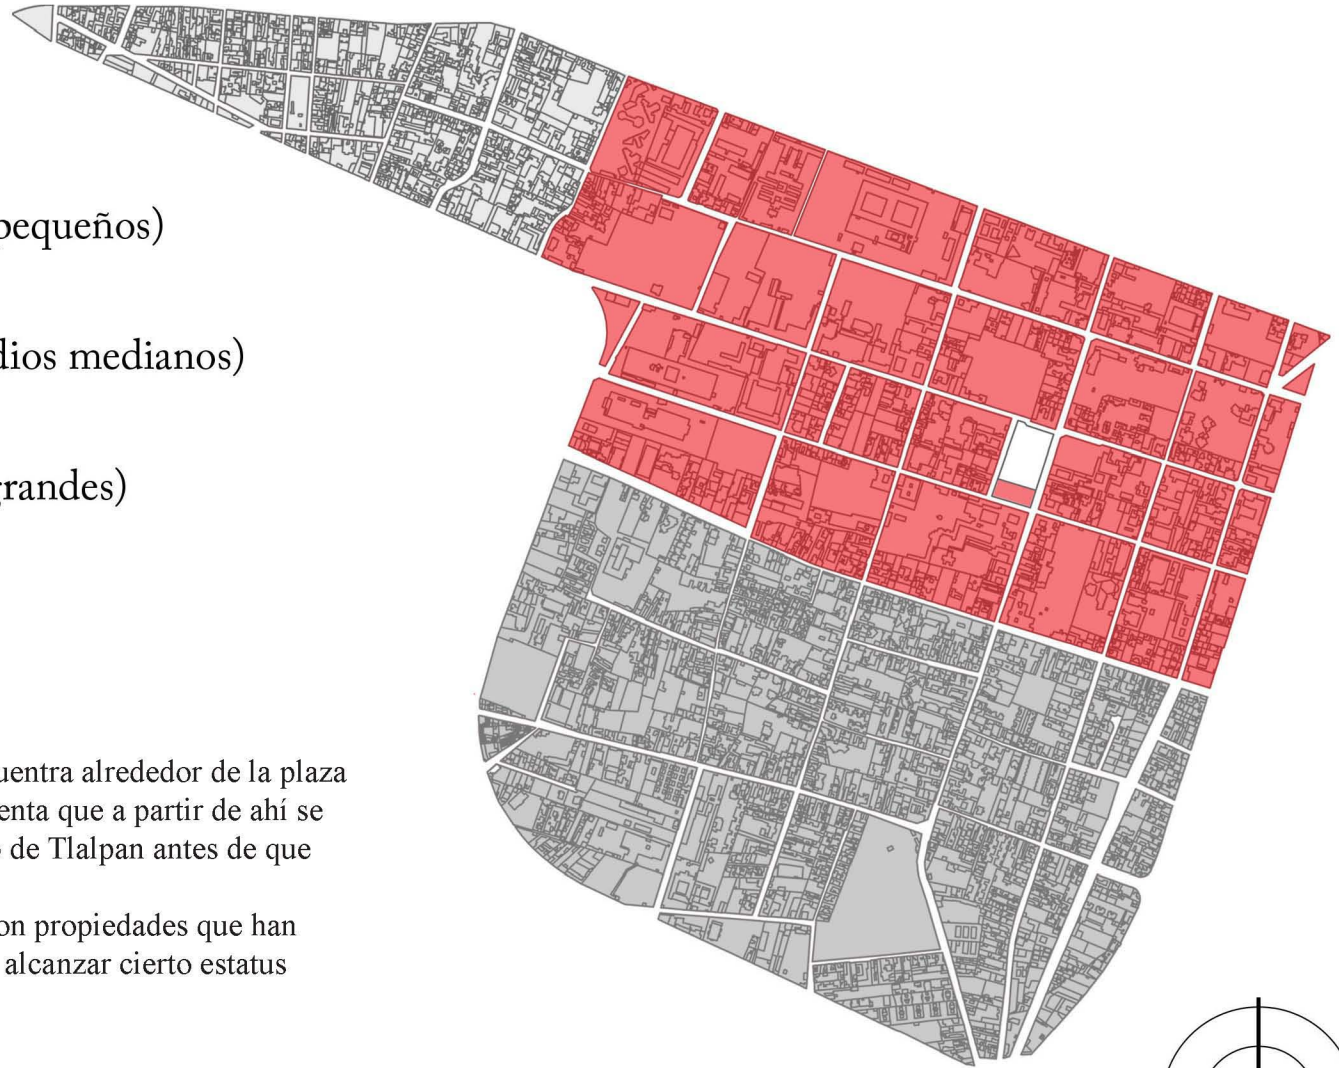 pequeños)
dios medianos)
grandes)
uentra alrededor de la plaza
enta que a partir de ahí se
de Tlalpan antes de que
on propiedades que han
alcanzar cierto estatus